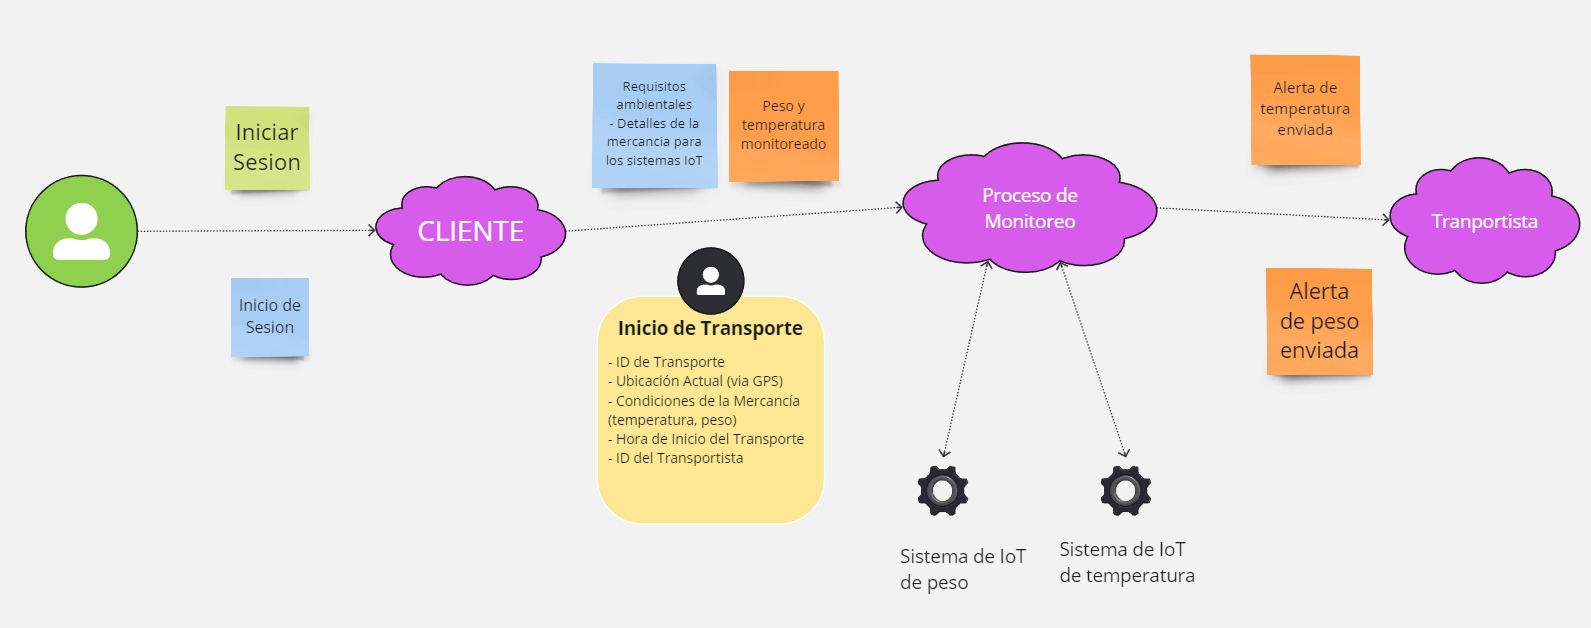 Iniciar
Sesion
Inicio de
Sesion
CLIENTE
Requisitos
ambientales
- Detalles de la
mercancia para
los sistemas IoT
Peso y
temperatura
monitoreado
Inicio de Transporte
- ID de Transporte
- Ubicación Actual (via GPS)
- Condiciones de la Mercancía
(temperatura, peso)
- Hora de Inicio del Transporte
- ID del Transportista
Proceso de
Monitoreo
Sistema de IoT
de peso
Sistema de IoT
de temperatura
Alerta de
temperatura
enviada
Tranportista
Alerta
de peso
enviada